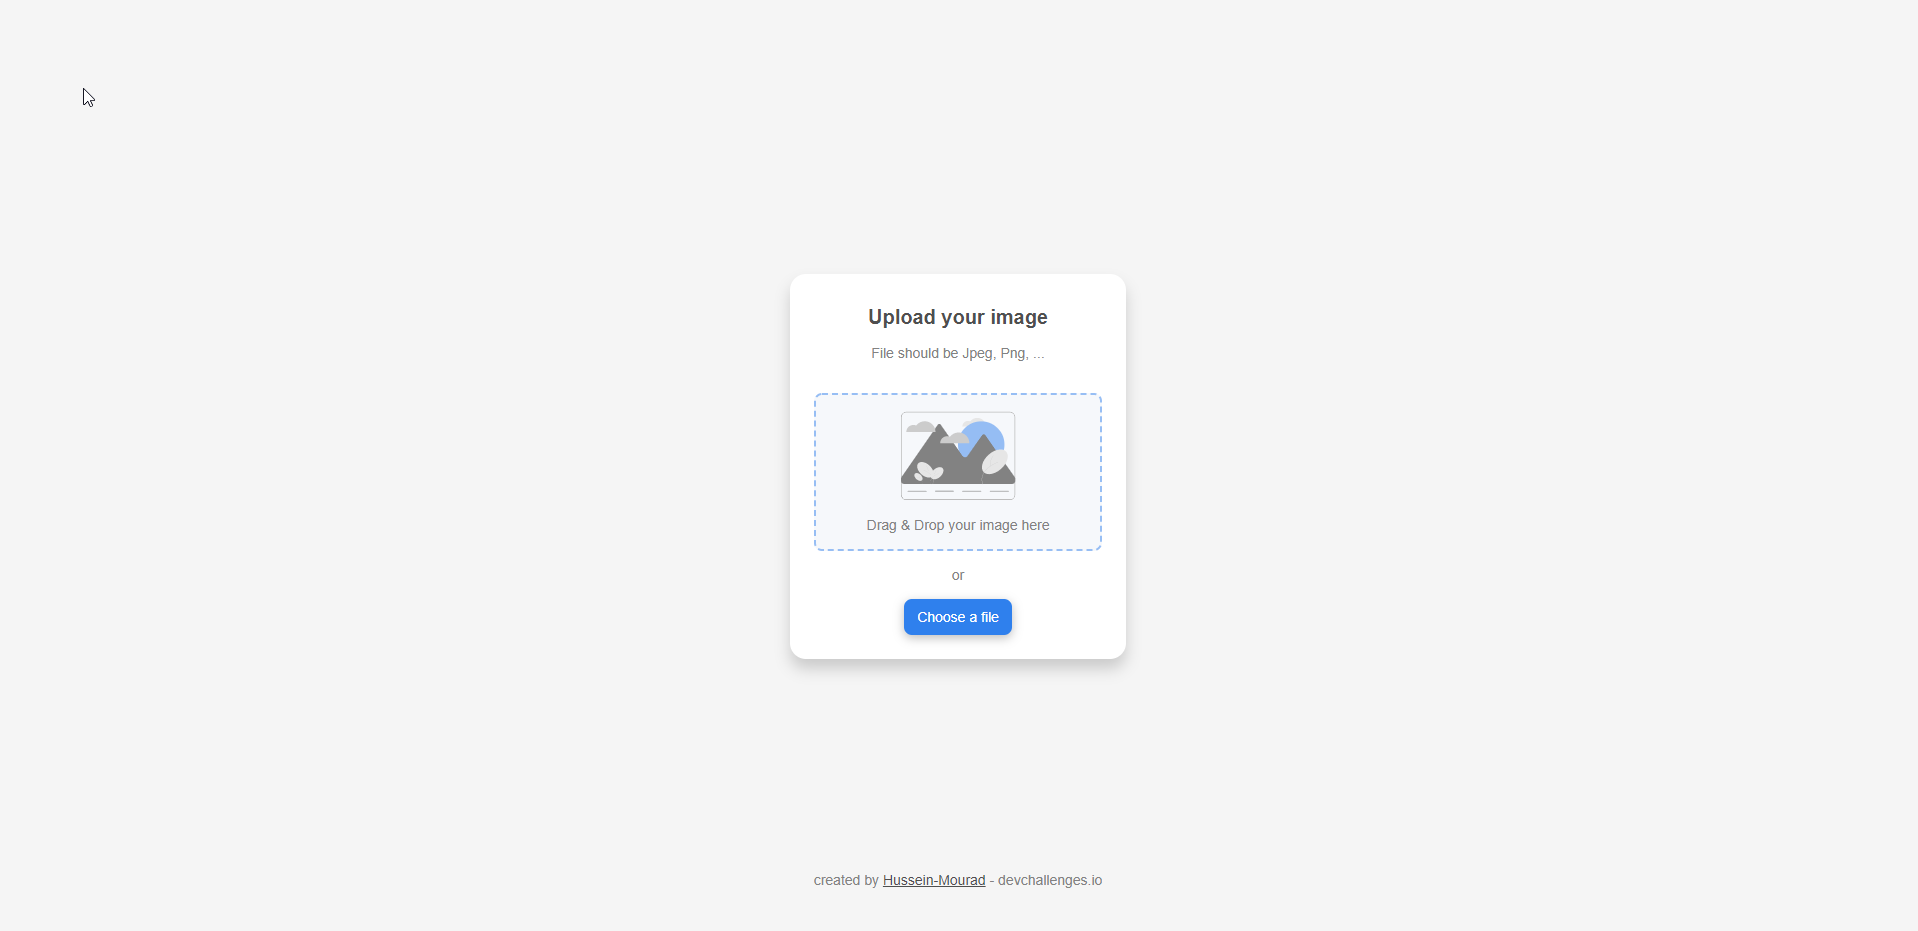 Upload your image
File should be Jpeg, Png, ...
Drag & Drop your image here
or
Choose a file
created by Hussein-Mourad - devchallenges.io